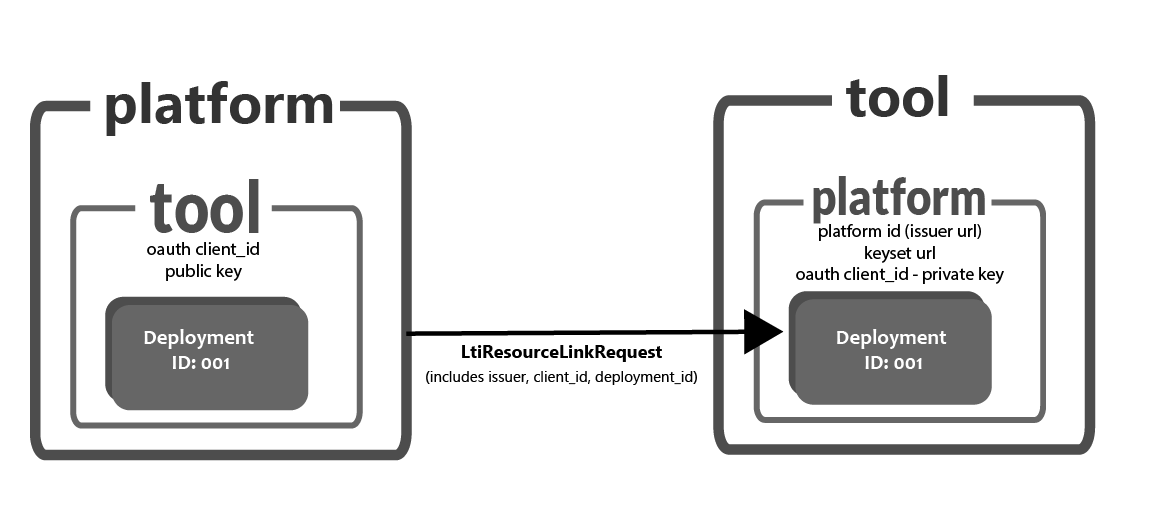 platform
tool
oauth client_id
public key
Deployment
ID: 001
LtiResourceLinkRequest
(includes issuer, client_id, deployment_id)
tool
platform
platform id (issuer url)
keyset url
oauth client_id - private key
Deployment
ID: 001